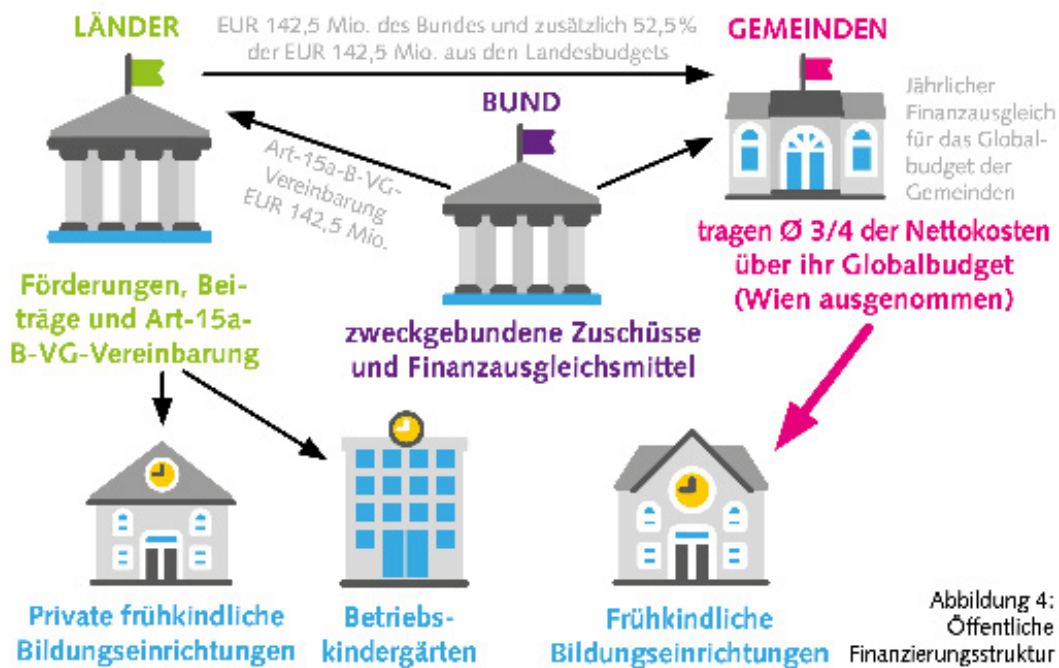 LÄNDER
EUR 142,5 Mio. des Bundes und zusätzlich 52,5%
der EUR 142,5 Mio. aus den Landesbudgets
GEMEINDEN
BUND
Jährlicher
Finanzausgleich
für das Global-
budget der
Gemeinden
Art-15a-B-VG-
Vereinbarung
EUR 142,5 Mio.
tragen Ø 3/4 der Nettokosten
über ihr Globalbudget
(Wien ausgenommen)
Förderungen, Bei-
träge und Art-15a-
B-VG-Vereinbarung
zweckgebundene Zuschüsse
und Finanzausgleichsmittel
Private frühkindliche
Bildungseinrichtungen
Betriebs-
kindergärten
Frühkindliche
Bildungseinrichtungen
Abbildung 4:
Öffentliche
Finanzierungsstruktur